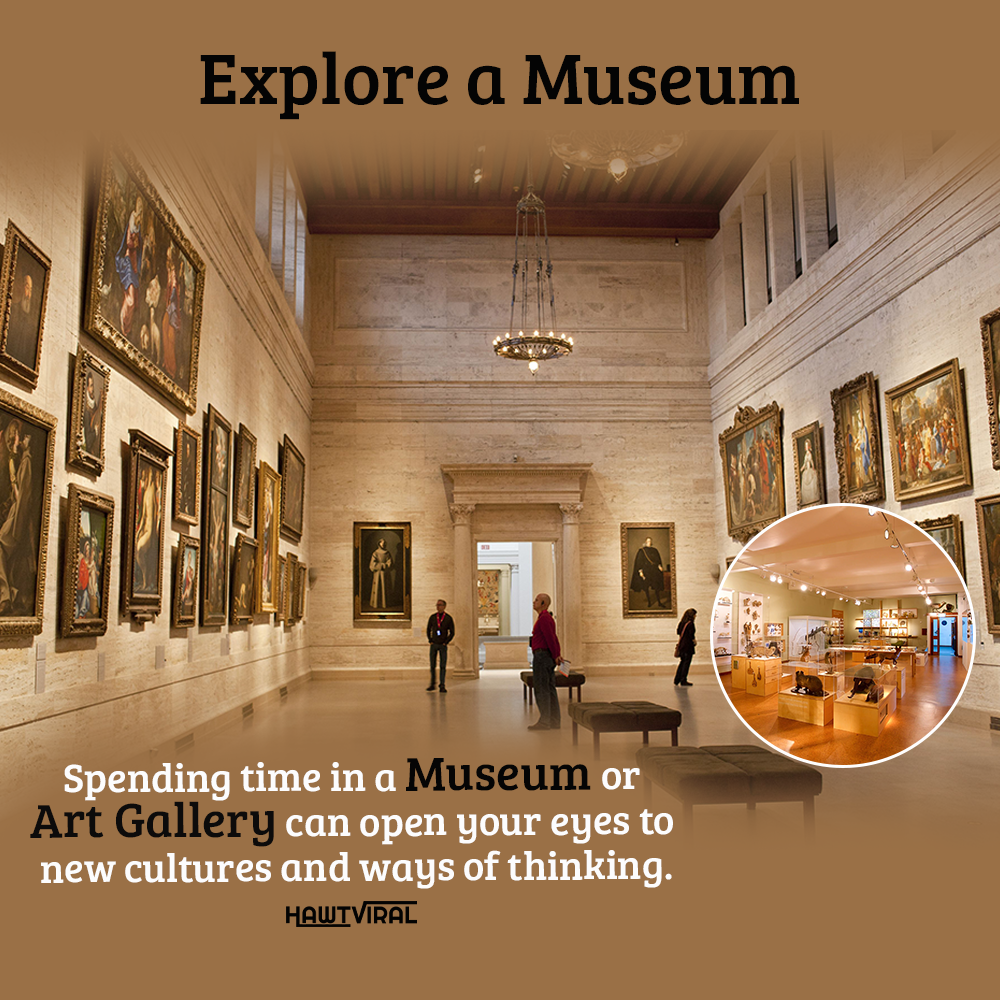 Explore a Museum
Spending time in a Museum or
Art Gallery can open your eyes to
new cultures and ways of thinking.
HAWTVIRAL